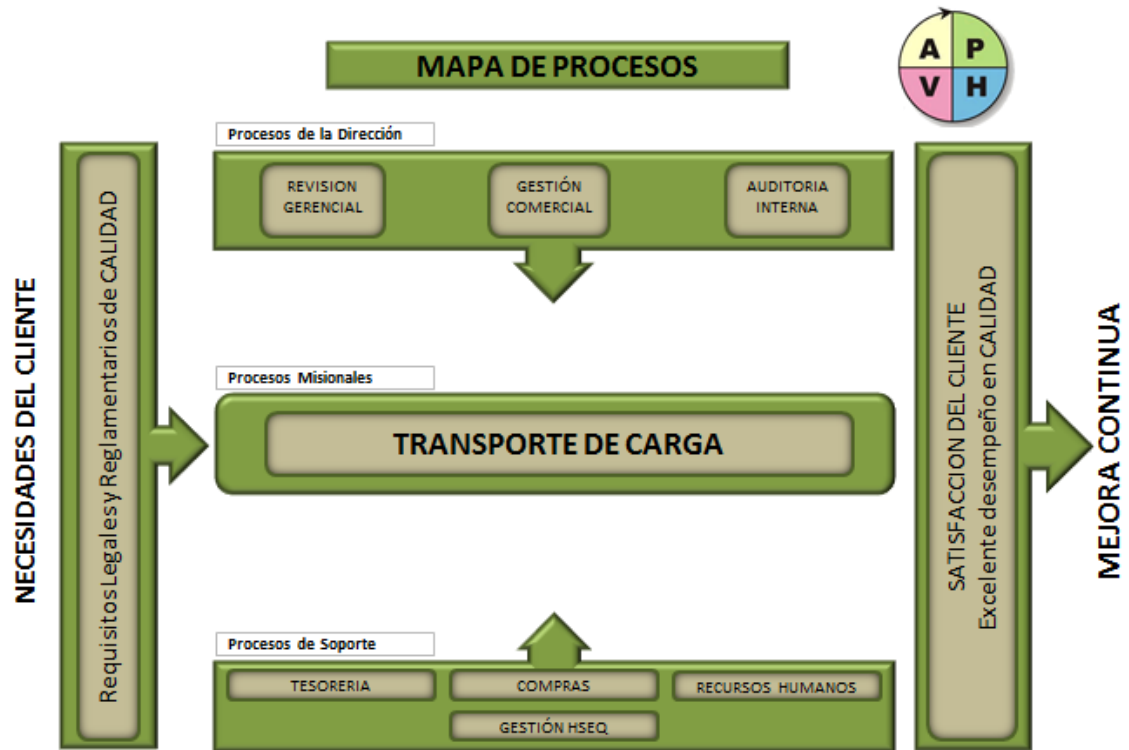 MAPA DE PROCESOS
A P
V H
Procesos de la Dirección
REVISION
GERENCIAL
GESTIÓN
COMERCIAL
AUDITORIA
INTERNA
NECESIDADES DEL CLIENTE
Requisitos Legales y Reglamentarios de CALIDAD
Procesos Misionales
TRANSPORTE DE CARGA
Procesos de Soporte
TESORERIA
COMPRAS
RECURSOS HUMANOS
GESTIÓN HSEQ
SATISFACCION DEL CLIENTE
Excelente desempeño en CALIDAD
MEJORA CONTINUA